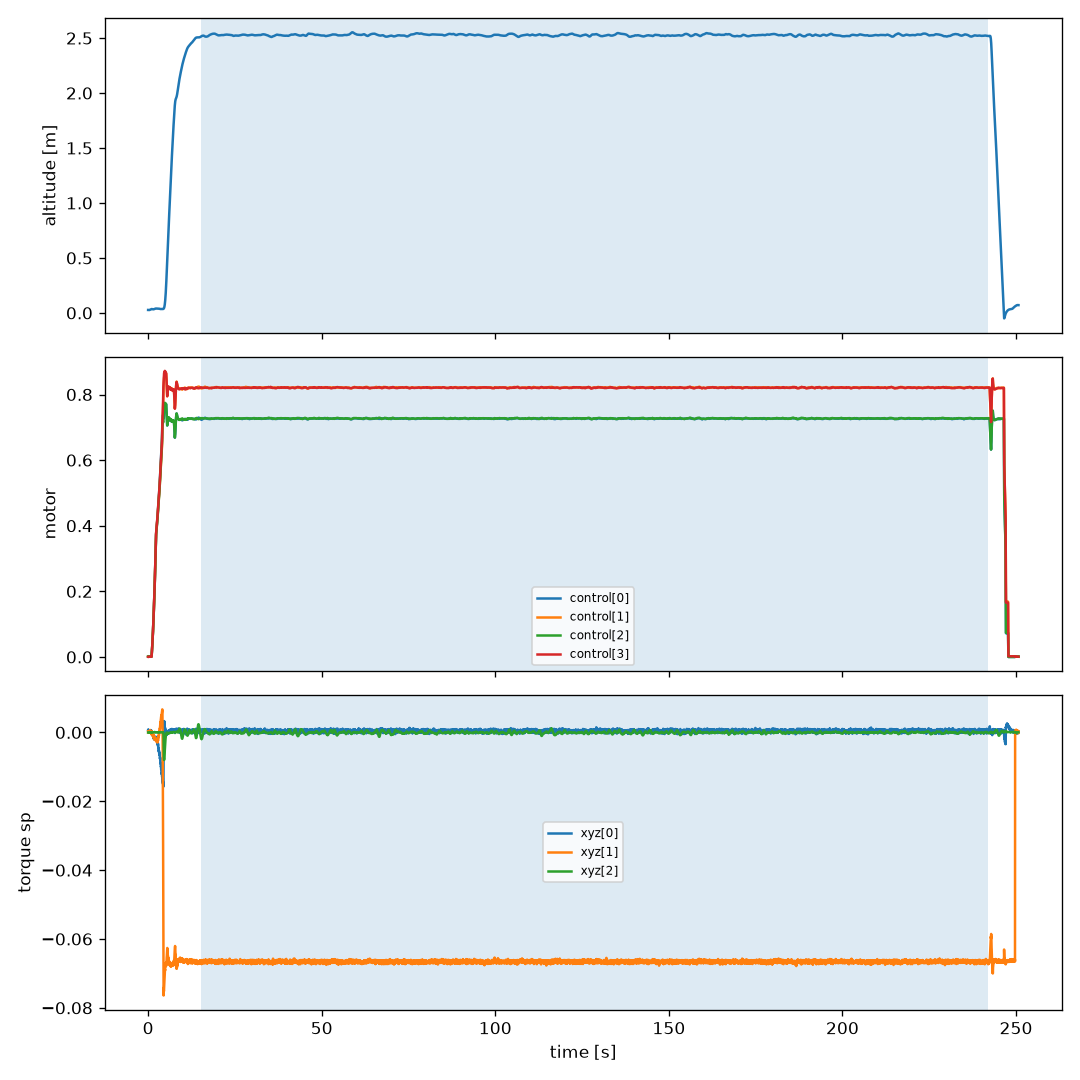 altitude [m]
2.5
2.0
1.5
1.0
0.5
0.0
motor
0.8
0.6
0.4
0.2
0.0
control[0]
control[1]
control[2]
control[3]
torque sp
0.00
−0.02
−0.04
−0.06
−0.08
xyz[0]
xyz[1]
xyz[2]
0 50 100 150 200 250
time [s]